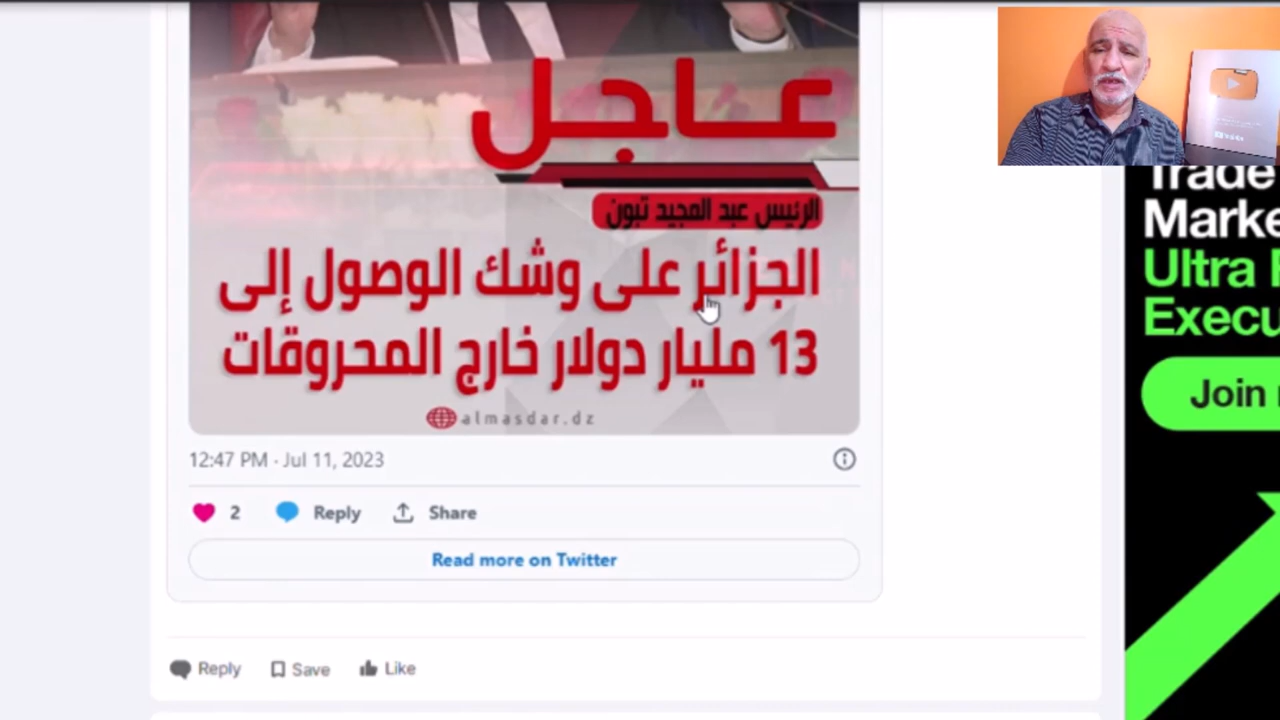 عاجل
الرئيس عبد المجيد تبون
الجزائر على وشك الوصول إلى
13 مليار دولار خارج المحروقات
almasdar.dz
12:47 PM · Jul 11, 2023
2 Reply Share
Read more on Twitter
Reply Save Like
Trade
Marke
Ultra
Execu
Join